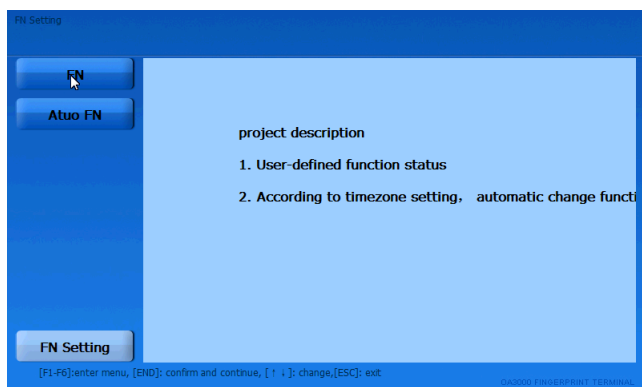 FN Setting
FN
Atuo FN
project description
1. User-defined function status
2. According to timezone setting, automatic change functi
FN Setting
[F1-F6]:enter menu, [END]: confirm and continue, [ ↑ ↓ ]: change,[ESC]: exit
OA3000 FINGERPRINT TERMINAL